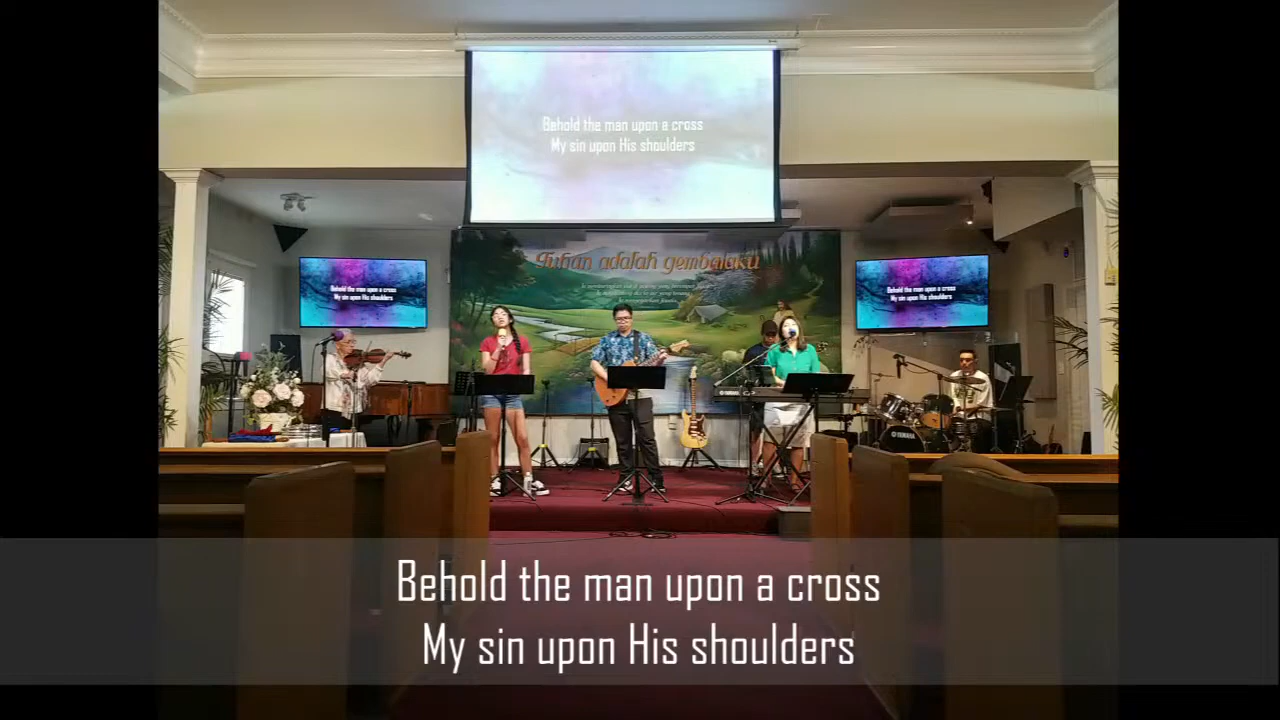 Behold the man upon a cross
My sin upon His shoulders
Behold the man upon a cross
My sin upon His shoulders
Behold the man upon a cross
My sin upon His shoulders
Tuhan adalah gembalaku
YAMAHA
YAMAHA
Behold the man upon a cross
My sin upon His shoulders